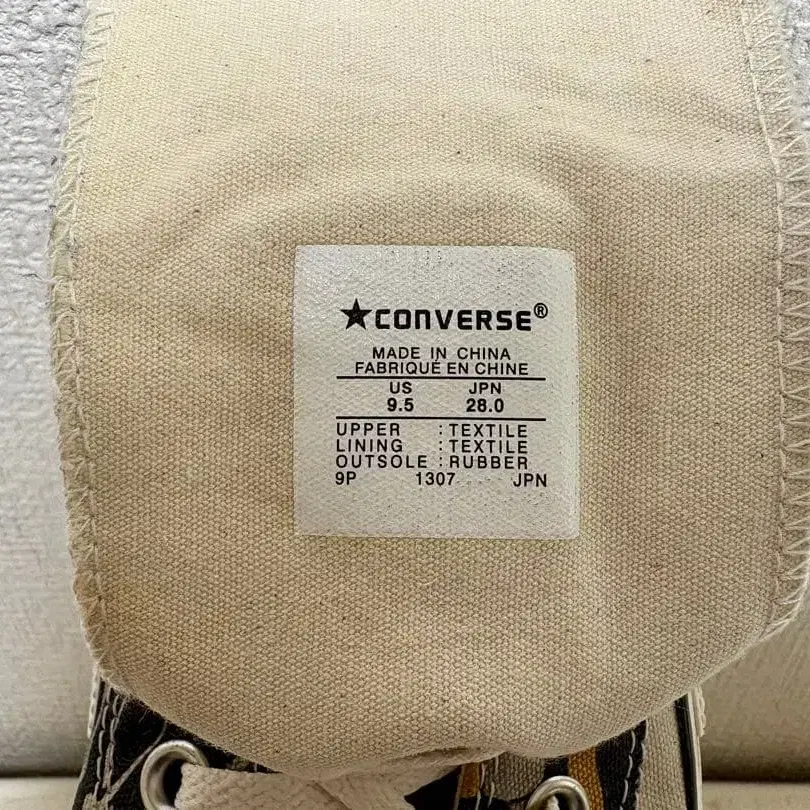 ★CONVERSE®
MADE IN CHINA
FABRIQUÉ EN CHINE
US JPN
9.5 28.0
UPPER : TEXTILE
LINING : TEXTILE
OUTSOLE : RUBBER
9P 1307 JPN